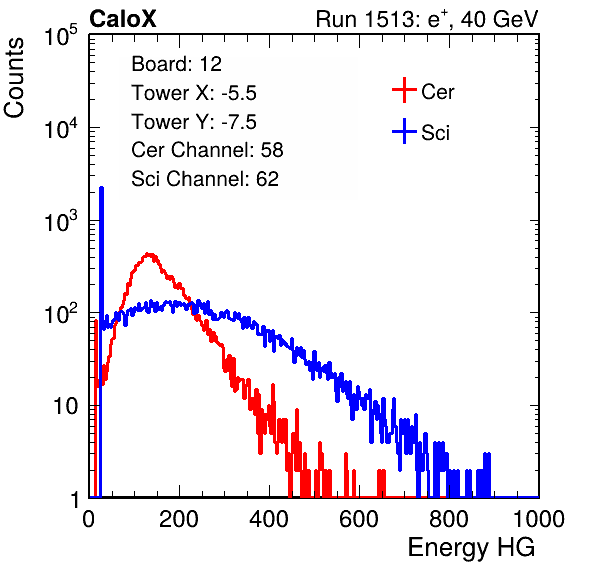 CaloX Run 1513: e⁺, 40 GeV
Counts
Board: 12
Tower X: -5.5
Tower Y: -7.5
Cer Channel: 58
Sci Channel: 62
Cer
Sci
10⁵
10⁴
10³
10²
10
1
0 200 400 600 800 1000
Energy HG